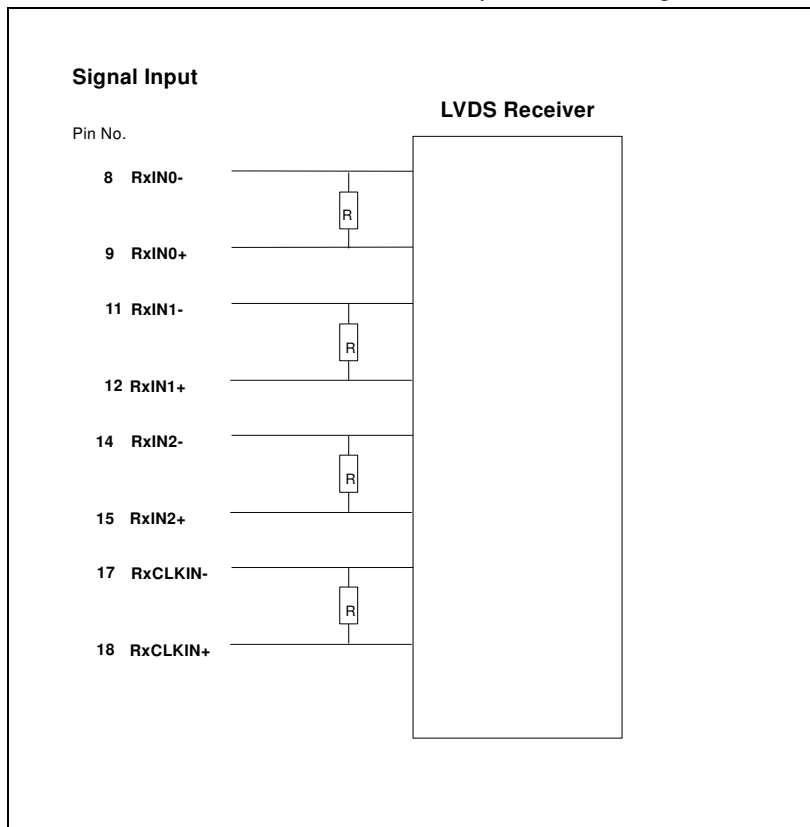 Signal Input
LVDS Receiver
Pin No.
8 RxIN0-
R
9 RxIN0+
11 RxIN1-
R
12 RxIN1+
14 RxIN2-
R
15 RxIN2+
17 RxCLKIN-
R
18 RxCLKIN+